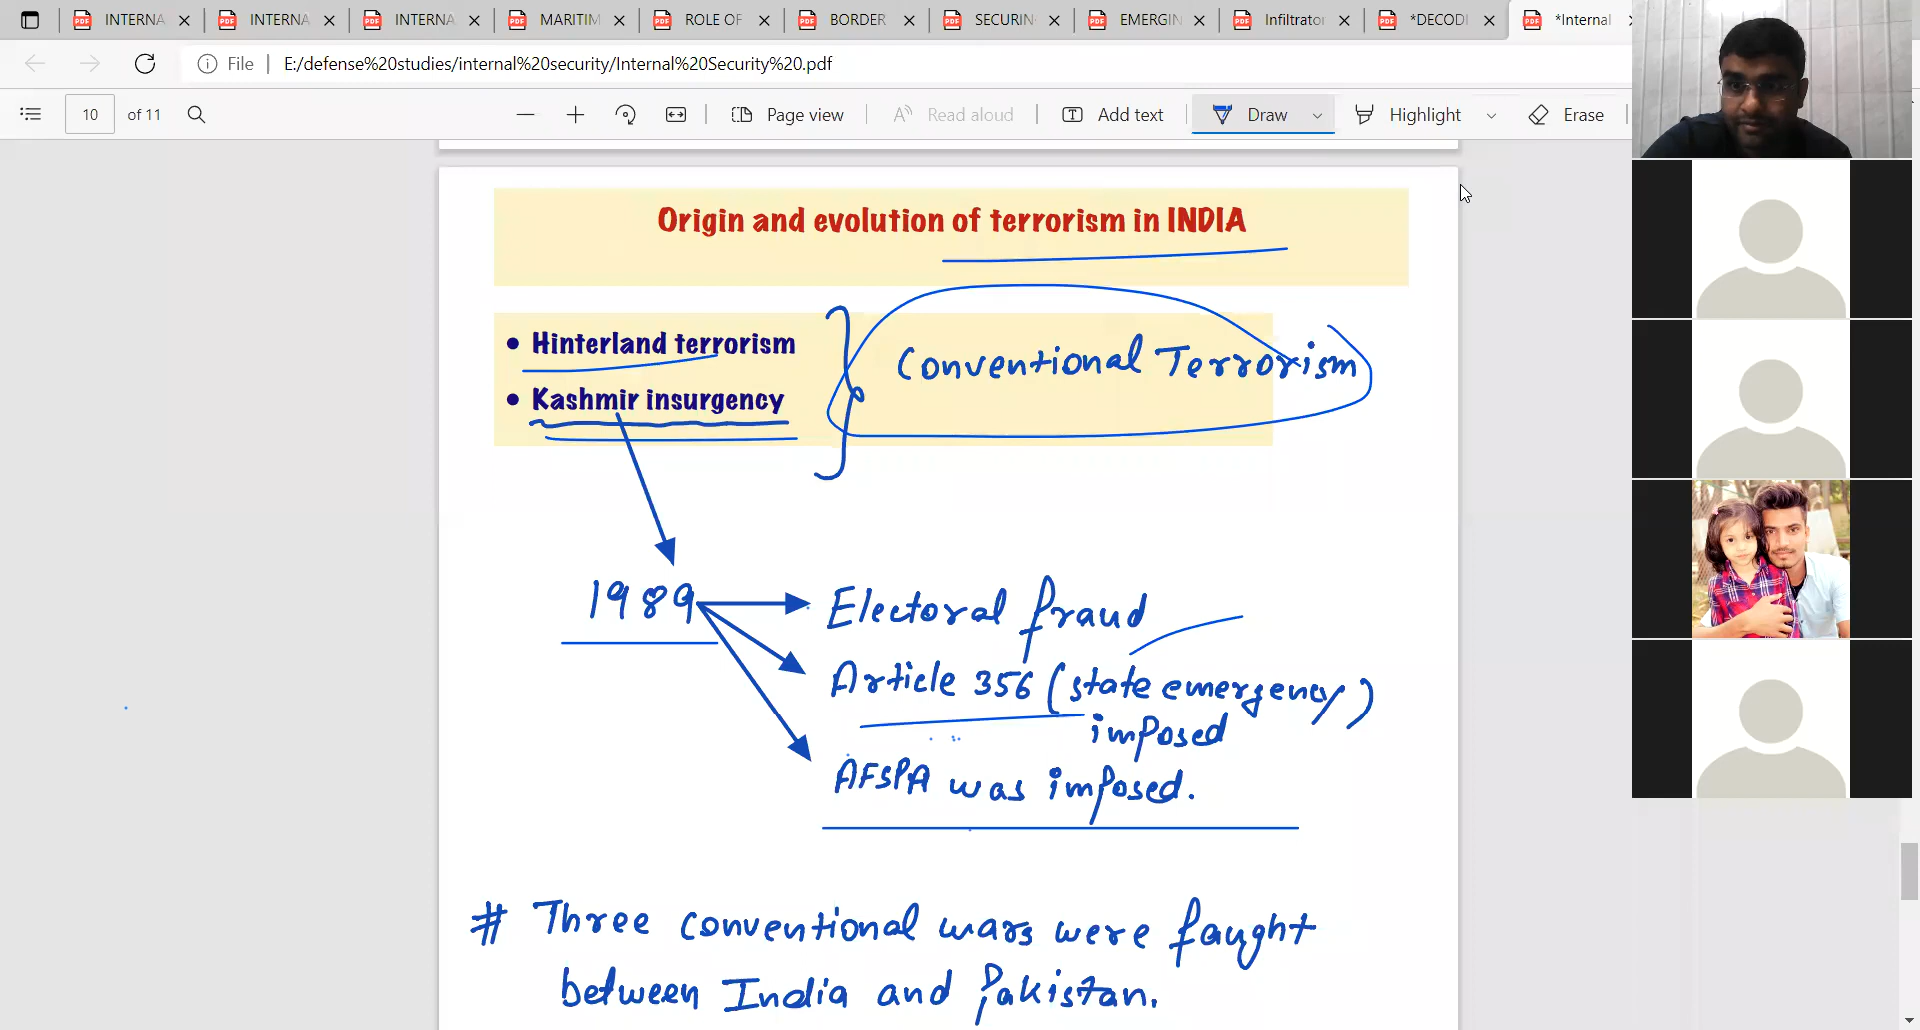 INTERNA
INTERNA
INTERNA
MARITIM
ROLE OF
BORDER
SECURIN
EMERGIN
Infiltrato
*DECODI
*Internal
File
E:/defense%20studies/internal%20security/Internal%20Security%20.pdf
10 of 11
Page view
Read aloud
Add text
Draw
Highlight
Erase
Origin and evolution of terrorism in INDIA
• Hinterland terrorism
• Kashmir insurgency
Conventional Terrorism
1989
Electoral fraud
Article 356 (state emergency)
imposed
AFSPA was imposed.
# Three conventional wars were faught
between India and Pakistan.